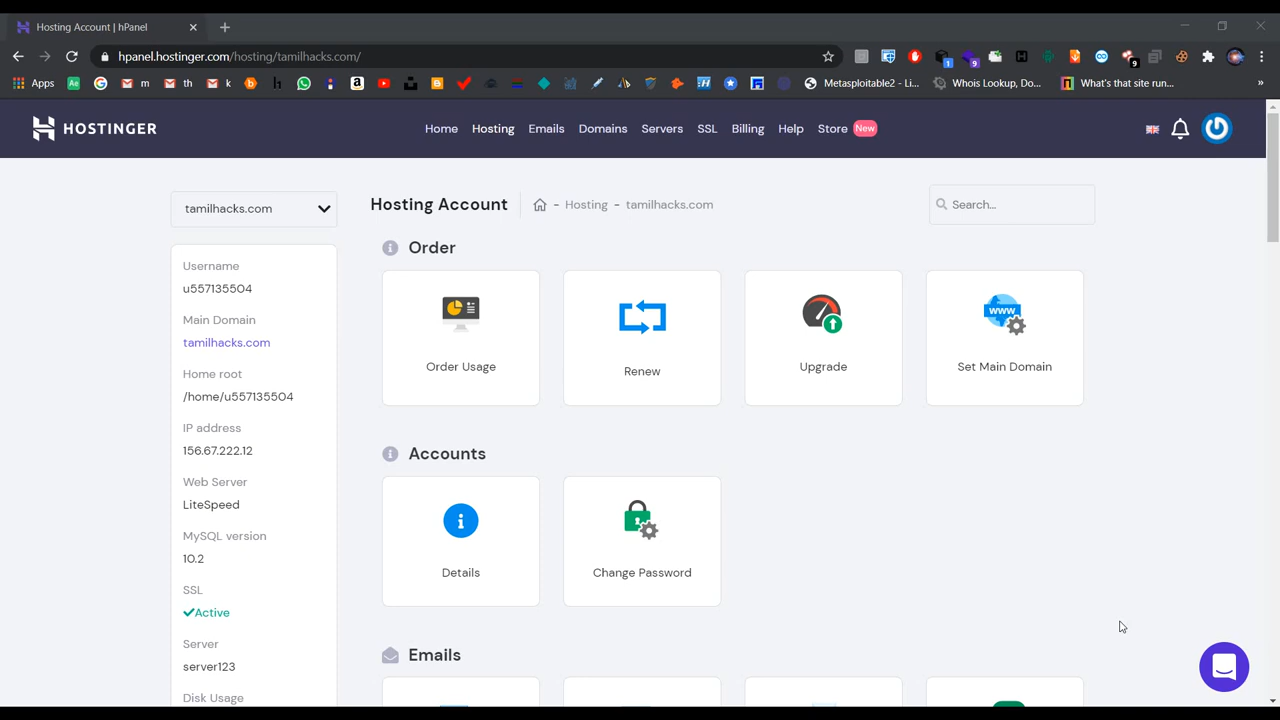 Hosting Account | hPanel
hpanel.hostinger.com/hosting/tamilhacks.com/
Apps m th k Metasploitable2 - Li... Whois Lookup, Do... What's that site run... »
HOSTINGER Home Hosting Emails Domains Servers SSL Billing Help Store New
tamilhacks.com
Hosting Account - Hosting - tamilhacks.com
Search...
Username
u557135504
Main Domain
tamilhacks.com
Home root
/home/u557135504
IP address
156.67.222.12
Web Server
LiteSpeed
MySQL version
10.2
SSL
Active
Server
server123
Disk Usage
Order
Order Usage
Renew
WWW
Upgrade
Set Main Domain
Accounts
Details
Change Password
Emails